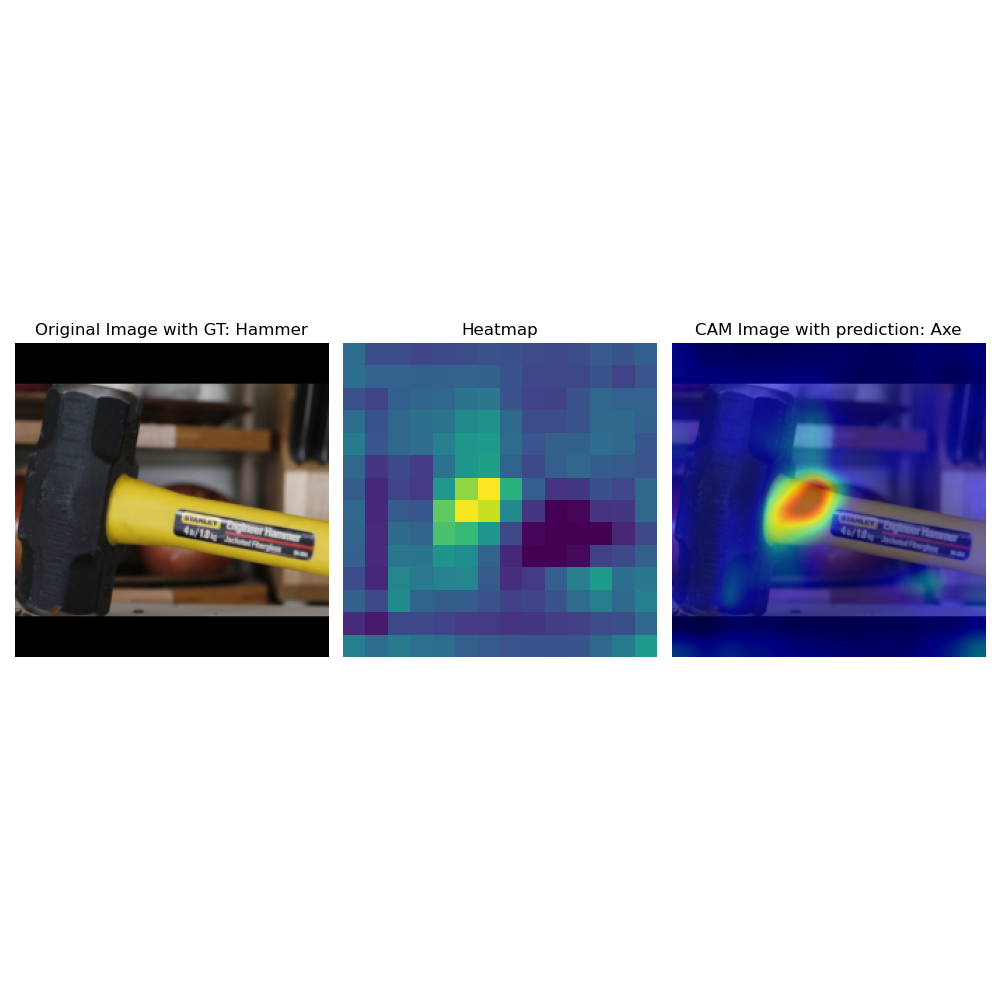 Original Image with GT: Hammer
Heatmap
CAM Image with prediction: Axe
STANLEY
Engineer Hammer
4 lb/1.8 kg
Jacketed Fiberglass
STANLEY
Engineer Hammer
4 lb/1.8 kg
Jacketed Fiberglass